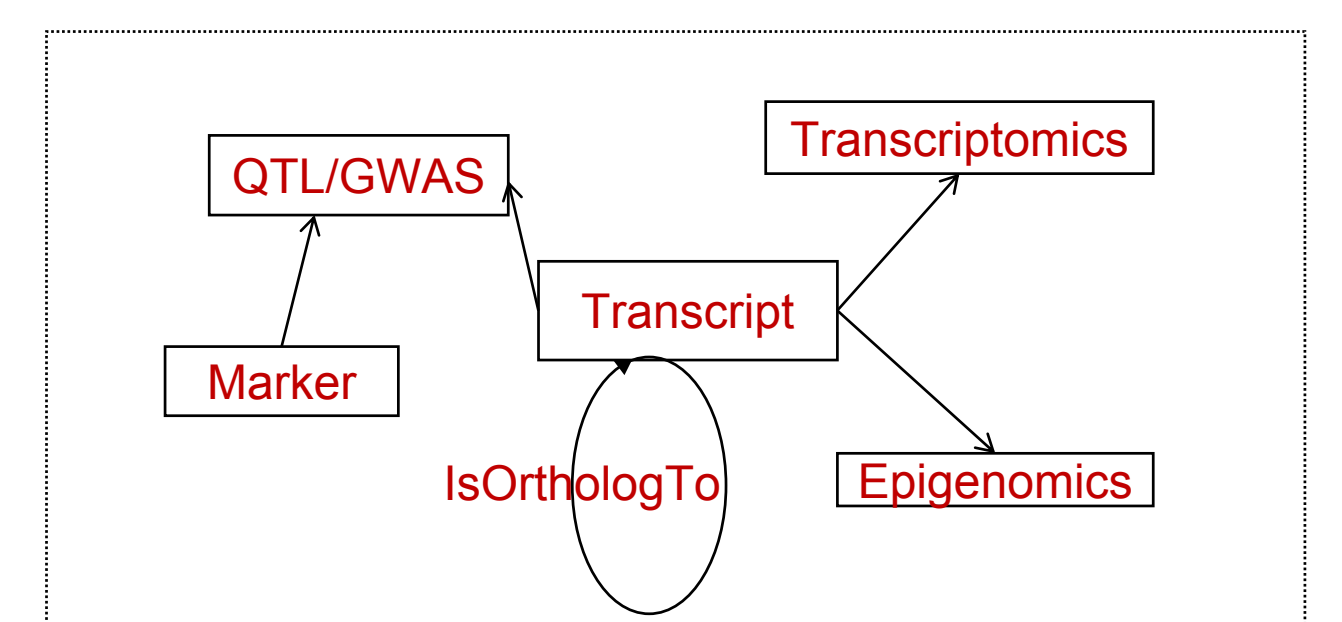 Transcriptomics
QTL/GWAS
Transcript
Marker
IsOrthologTo
Epigenomics